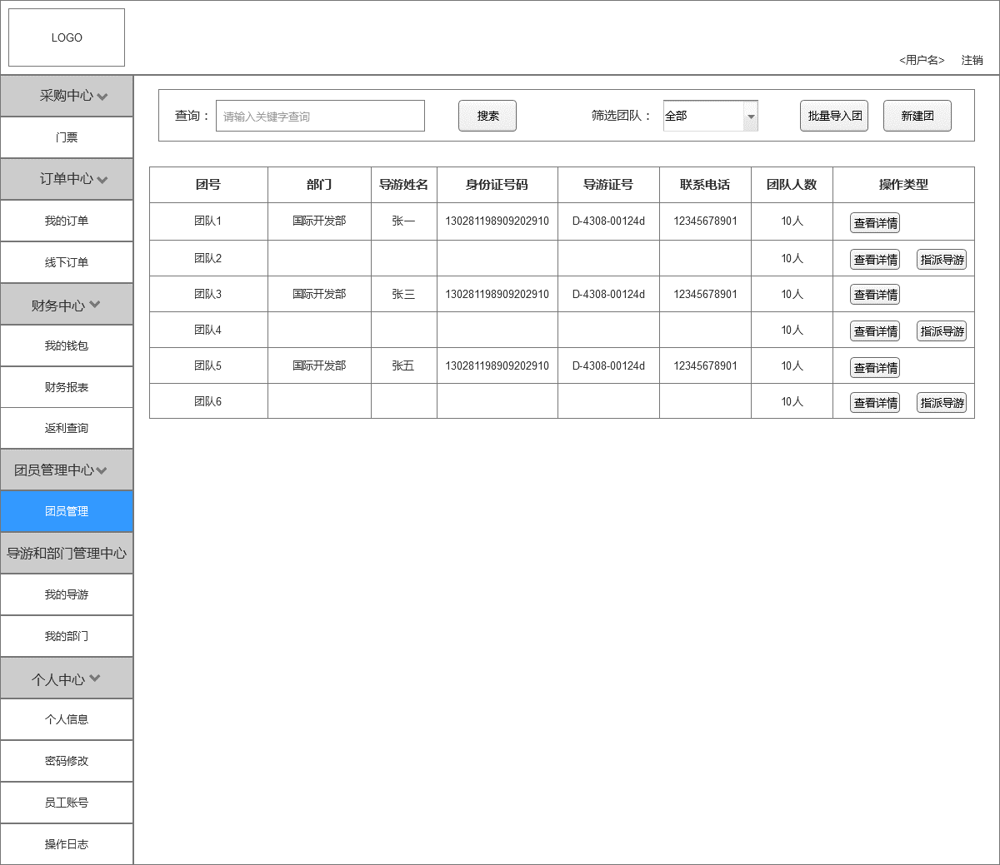 LOGO
<用户名> 注销
采购中心
门票
订单中心
我的订单
线下订单
财务中心
我的钱包
财务报表
返利查询
团员管理中心
团员管理
导游和部门管理中心
我的导游
我的部门
个人中心
个人信息
密码修改
员工账号
操作日志
查询： 请输入关键字查询 搜索 筛选团队： 全部 批量导入团 新建团
团号 部门 导游姓名 身份证号码 导游证号 联系电话 团队人数 操作类型
团队1 国际开发部 张一 130281198909202910 D-4308-00124d 12345678901 10人 查看详情
团队2 10人 查看详情 指派导游
团队3 国际开发部 张三 130281198909202910 D-4308-00124d 12345678901 10人 查看详情
团队4 10人 查看详情 指派导游
团队5 国际开发部 张五 130281198909202910 D-4308-00124d 12345678901 10人 查看详情
团队6 10人 查看详情 指派导游